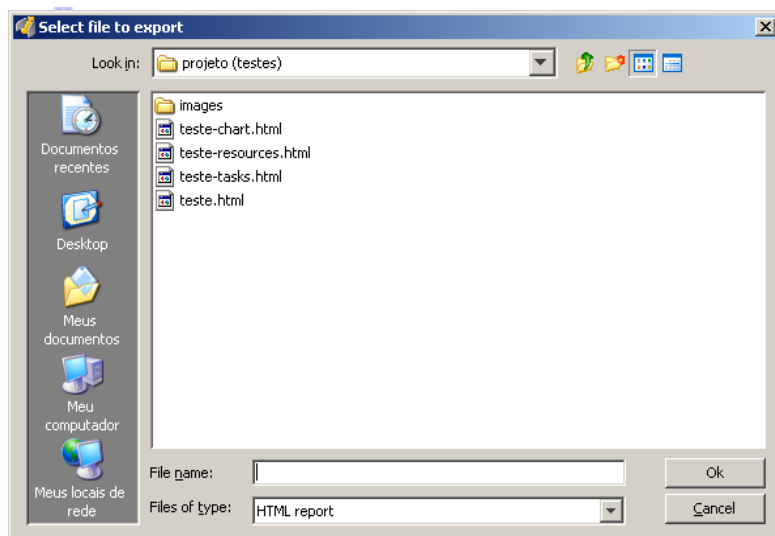 Select file to export
Look in:
projeto (testes)
Documentos
recentes
Desktop
Meus
documentos
Meu
computador
Meus locais de
rede
images
teste-chart.html
teste-resources.html
teste-tasks.html
teste.html
File name:
Ok
Files of type:
HTML report
Cancel